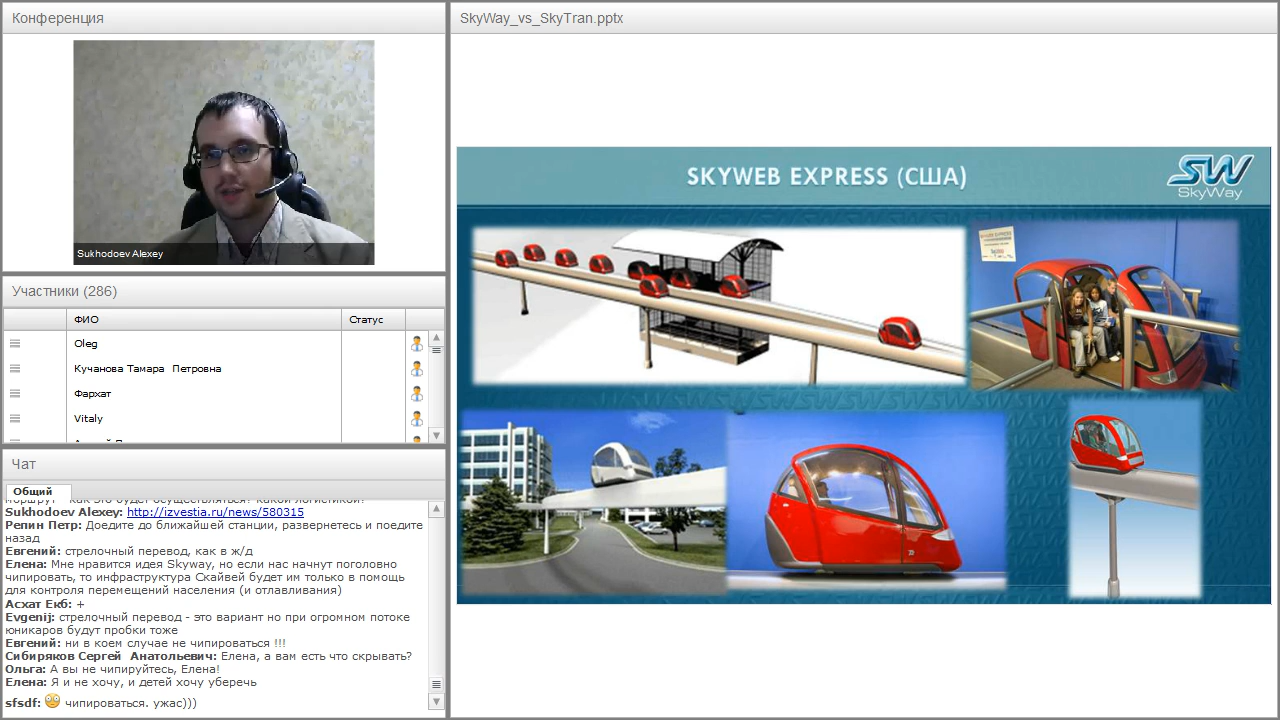 Конференция
Sukhodoev Alexey
Участники (286)
ФИО
Статус
Oleg
Кучанова Тамара Петровна
Фархат
Vitaly
Чат
Общий
Sukhodoev Alexey: http://izvestia.ru/news/580315
Репин Петр: Доедите до ближайшей станции, развернетесь и поедите
назад
Евгений: стрелочный перевод, как в ж/д
Елена: Мне нравится идея Skyway, но если нас начнут поголовно
чипировать, то инфраструктура Скайвей будет им только в помощь
для контроля перемещений населения (и отлавливания)
Асхат Екб: +
Evgenij: стрелочный перевод - это вариант но при огромном потоке
юникаров будут пробки тоже
Евгений: ни в коем случае не чипироваться !!!
Сибиряков Сергей Анатольевич: Елена, а вам есть что скрывать?
Ольга: А вы не чипируйтесь, Елена!
Елена: Я и не хочу, и детей хочу уберечь
sfsdf: чипироваться. ужас)))
SkyWay_vs_SkyTran.pptx
SKYWEB EXPRESS (США)
SW
SkyWay